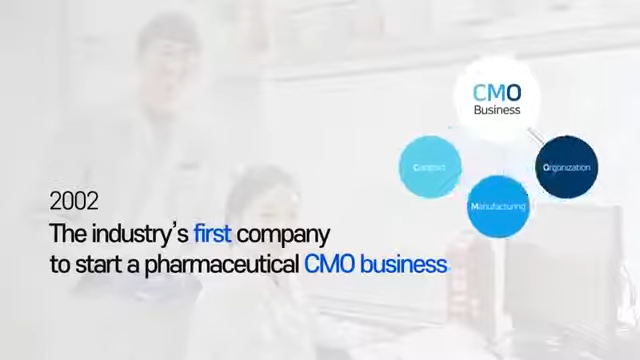 CMO
Business
Contract
Manufacturing
Organization
2002
The industry's first company
to start a pharmaceutical CMO business